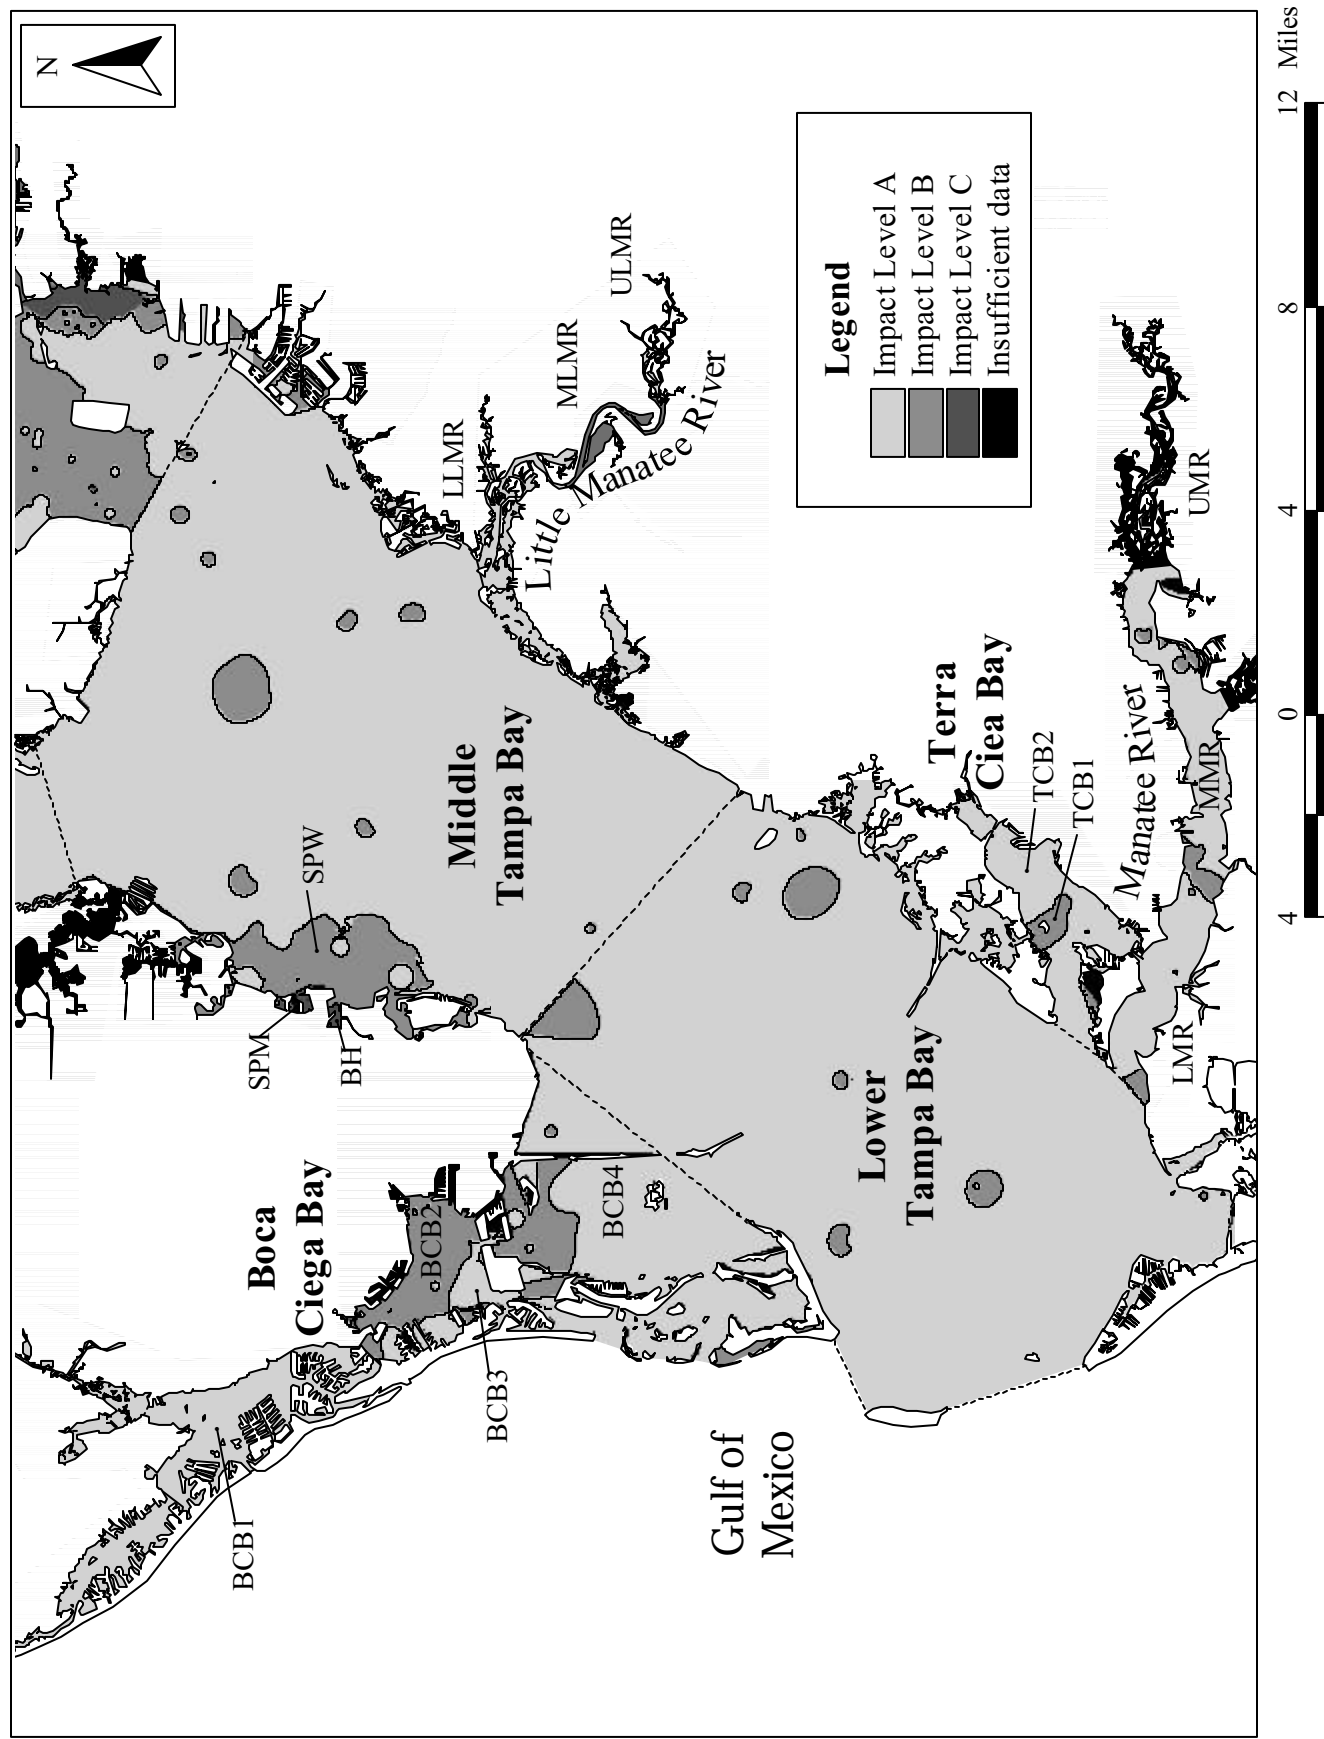 N
Miles
12
8
4
0
4
Legend
Impact Level A
Impact Level B
Impact Level C
Insufficient data
ULMR
MLMR
LLMR
Little Manatee River
UMR
Middle
Tampa Bay
SPW
SPM
BH
Terra
Ciea Bay
TCB2
TCB1
Manatee River
MMR
LMR
Lower
Tampa Bay
Boca
Ciega Bay
BCB2
BCB4
BCB3
BCB1
Gulf of
Mexico